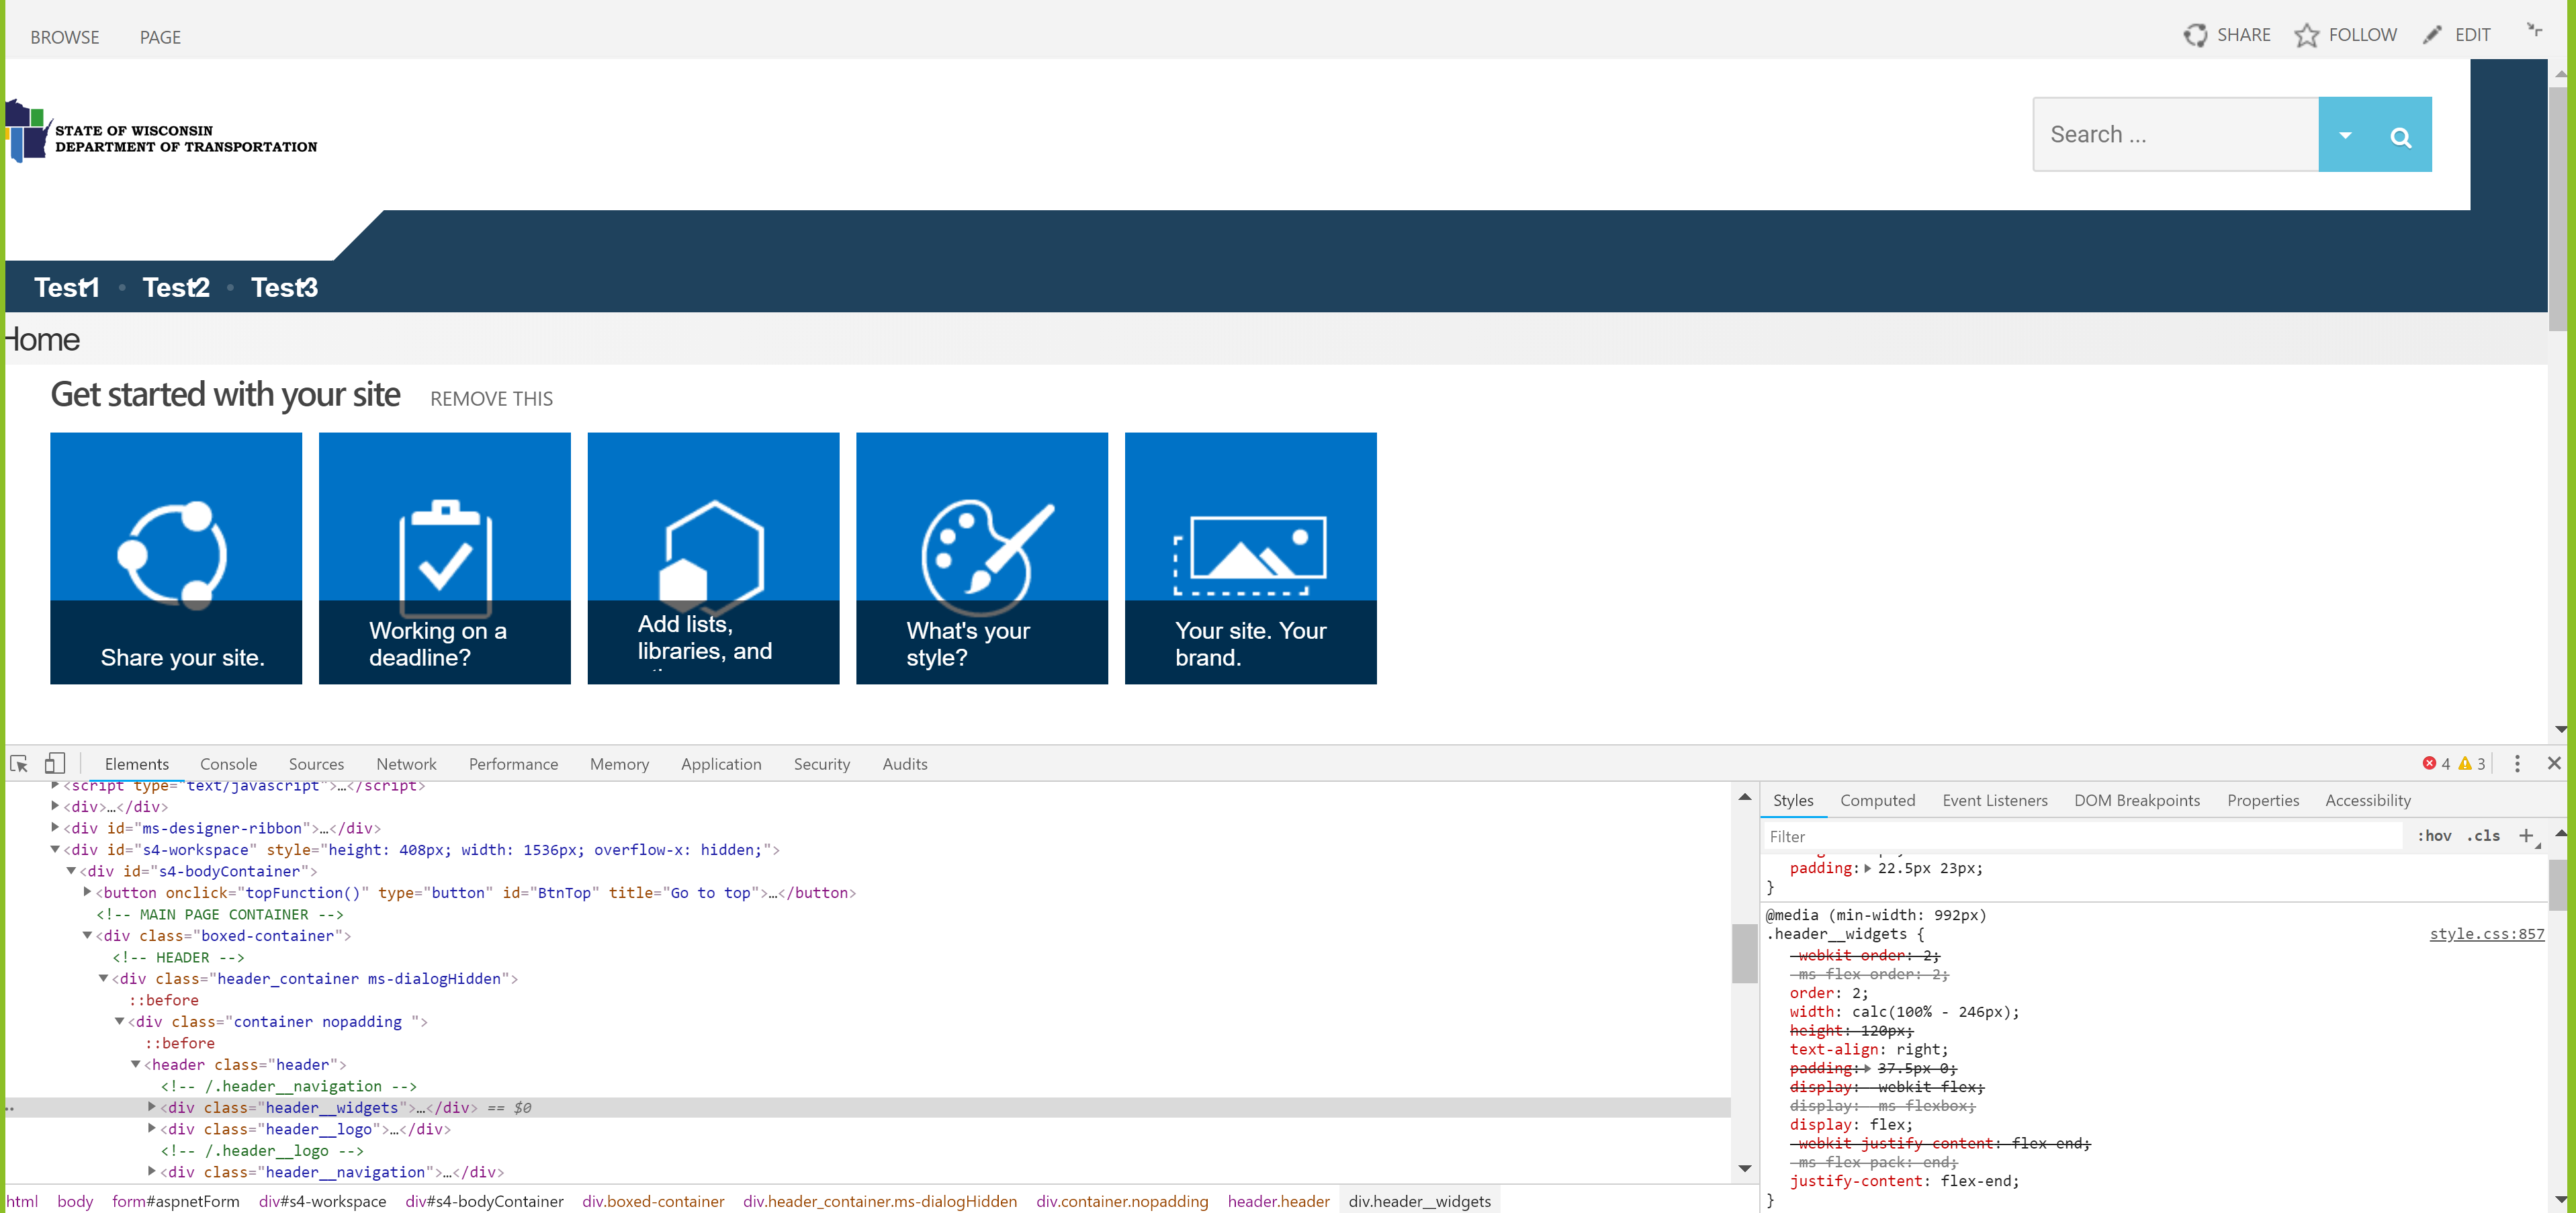 BROWSE PAGE SHARE FOLLOW EDIT
STATE OF WISCONSIN
DEPARTMENT OF TRANSPORTATION
Search ...
Test1 • Test2 • Test3
Home
Get started with your site REMOVE THIS
Share your site.
Working on a
deadline?
Add lists,
libraries, and
What's your
style?
Your site. Your
brand.
Elements Console Sources Network Performance Memory Application Security Audits 4 3
<script type="text/javascript">…</script>
<div>…</div>
<div id="ms-designer-ribbon">…</div>
<div id="s4-workspace" style="height: 408px; width: 1536px; overflow-x: hidden;">
<div id="s4-bodyContainer">
<button onclick="topFunction()" type="button" id="BtnTop" title="Go to top">…</button>
<!-- MAIN PAGE CONTAINER -->
<div class="boxed-container">
<!-- HEADER -->
<div class="header_container ms-dialogHidden">
::before
<div class="container nopadding ">
::before
<header class="header">
<!-- /.header__navigation -->
<div class="header__widgets">…</div> == $0
<div class="header__logo">…</div>
<!-- /.header__logo -->
<div class="header__navigation">…</div>
html body form#aspnetForm div#s4-workspace div#s4-bodyContainer div.boxed-container div.header_container.ms-dialogHidden div.container.nopadding header.header div.header__widgets
Styles Computed Event Listeners DOM Breakpoints Properties Accessibility
Filter :hov .cls +
padding: 22.5px 23px;
}
@media (min-width: 992px)
.header__widgets { style.css:857
-webkit-order: 2;
-ms-flex-order: 2;
order: 2;
width: calc(100% - 246px);
height: 120px;
text-align: right;
padding: 37.5px 0;
display: -webkit-flex;
display: -ms-flexbox;
display: flex;
-webkit-justify-content: flex-end;
-ms-flex-pack: end;
justify-content: flex-end;
}